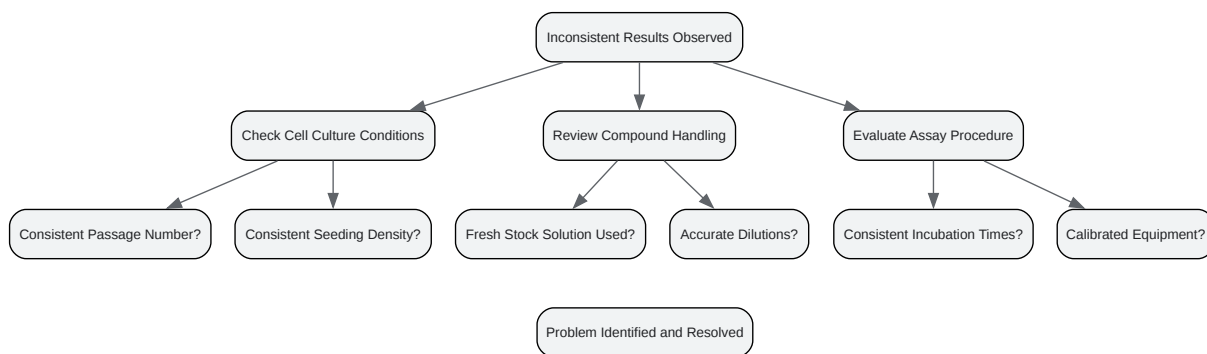 Inconsistent Results Observed
Check Cell Culture Conditions
Review Compound Handling
Evaluate Assay Procedure
Consistent Passage Number?
Consistent Seeding Density?
Fresh Stock Solution Used?
Accurate Dilutions?
Consistent Incubation Times?
Calibrated Equipment?
Problem Identified and Resolved